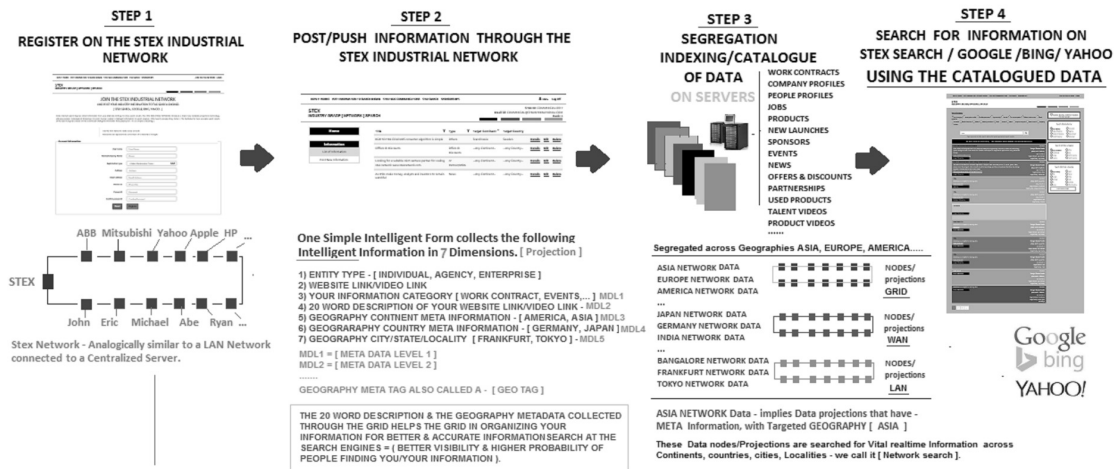 STEP 1
REGISTER ON THE STEX INDUSTRIAL
NETWORK
STEX
JOIN THE STEX INDUSTRIAL NETWORK
ABB Mitsubishi Yahoo Apple HP ...
STEX
John Eric Michael Abe Ryan ...
Stex Network - Analogically similar to a LAN Network
connected to a Centralized Server.
STEP 2
POST/PUSH INFORMATION THROUGH THE
STEX INDUSTRIAL NETWORK
STEX
INDUSTRY GROUP | NETWORK | SEARCH
Home
Information
One Simple Intelligent Form collects the following
Intelligent Information in 7 Dimensions. [ Projection ]
1) ENTITY TYPE - [ INDIVIDUAL, AGENCY, ENTERPRISE ]
2) WEBSITE LINK/VIDEO LINK
3) YOUR INFORMATION CATEGORY [ WORK CONTRACT, EVENTS,... ] MDL1
4) 20 WORD DESCRIPTION OF YOUR WEBSITE LINK/VIDEO LINK - MDL2
5) GEOGRAPHY CONTINENT META INFORMATION - [ AMERICA, ASIA ] MDL3
6) GEOGRARAPHY COUNTRY META INFORMATION - [ GERMANY, JAPAN ] MDL4
7) GEOGRAPHY CITY/STATE/LOCALITY [ FRANKFURT, TOKYO ] - MDL5
MDL1 = [ META DATA LEVEL 1 ]
MDL2 = [ META DATA LEVEL 2 ]
.......
GEOGRAPHY META TAG ALSO CALLED A - [ GEO TAG ]
THE 20 WORD DESCRIPTION & THE GEOGRAPHY METADATA COLLECTED
THROUGH THE GRID HELPS THE GRID IN ORGANIZING YOUR
INFORMATION FOR BETTER & ACCURATE INFORMATIONSEARCH AT THE
SEARCH ENGINES = ( BETTER VISIBILITY & HIGHER PROBABILITY OF
PEOPLE FINDING YOU/YOUR INFORMATION ).
STEP 3
SEGREGATION
INDEXING/CATALOGUE
OF DATA
ON SERVERS
WORK CONTRACTS
COMPANY PROFILES
PEOPLE PROFILES
JOBS
PRODUCTS
NEW LAUNCHES
SPONSORS
EVENTS
NEWS
OFFERS & DISCOUNTS
PARTNERSHIPS
USED PRODUCTS
TALENT VIDEOS
PRODUCT VIDEOS
......
Segregated across Geographies ASIA, EUROPE, AMERICA.....
ASIA NETWORK DATA
EUROPE NETWORK DATA
AMERICA NETWORK DATA
...
NODES/
projections
GRID
JAPAN NETWORK DATA
GERMANY NETWORK DATA
INDIA NETWORK DATA
...
NODES/
projections
WAN
BANGALORE NETWORK DATA
FRANKFURT NETWORK DATA
TOKYO NETWORK DATA
NODES/
projections
LAN
ASIA NETWORK Data - implies Data projections that have -
META Information, with Targeted GEOGRAPHY [ ASIA ]
These Data nodes/Projections are searched for Vital realtime Information across
Continents, countries, cities, Localities - we call it [ Network search ].
STEP 4
SEARCH FOR INFORMATION ON
STEX SEARCH / GOOGLE /BING/ YAHOO
USING THE CATALOGUED DATA
Google
bing
YAHOO!